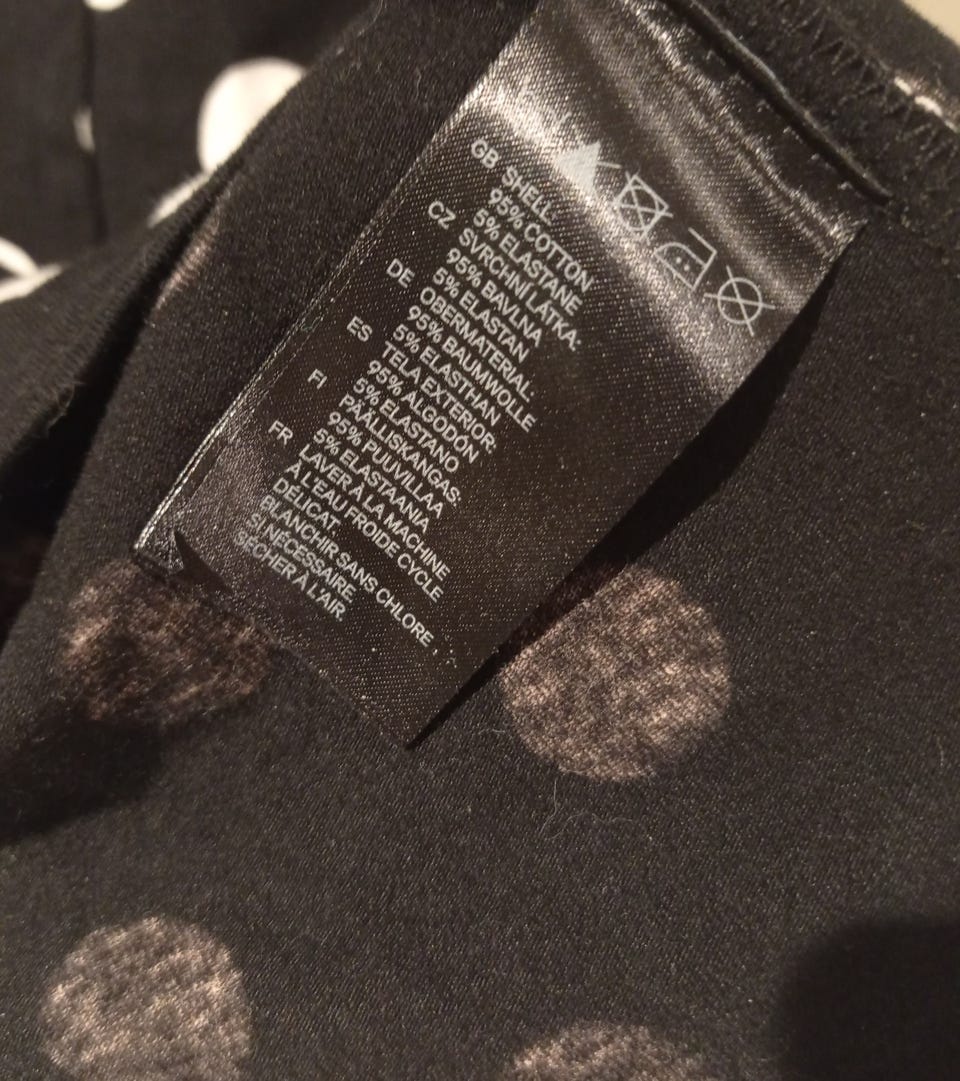 GB SHELL
95% COTTON
5% ELASTANE
CZ SVRCHNÍ LÁTKA:
95% BAVLNA
5% ELASTAN
DE OBERMATERIAL
95% BAUMWOLLE
5% ELASTHAN
ES TELA EXTERIOR:
95% ALGODÓN
5% ELASTANO
FI PÄÄLLISKANGAS:
95% PUUVILLAA
5% ELASTAANIA
FR LAVER À LA MACHINE
À L'EAU FROIDE CYCLE
DÉLICAT
BLANCHIR SANS CHLORE,
SI NÉCESSAIRE
SÉCHER À L'AIR.